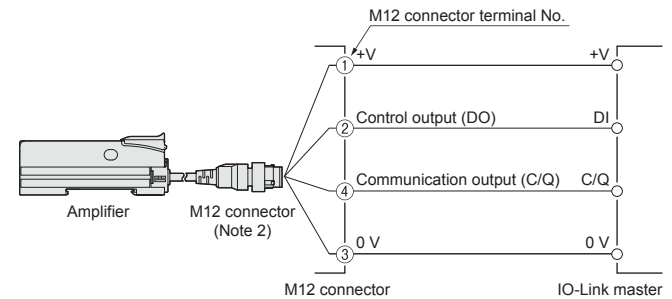 M12 connector terminal No.
1 +V +V
2 Control output (DO) DI
4 Communication output (C/Q) C/Q
3 0 V 0 V
Amplifier
M12 connector
(Note 2)
M12 connector
IO-Link master